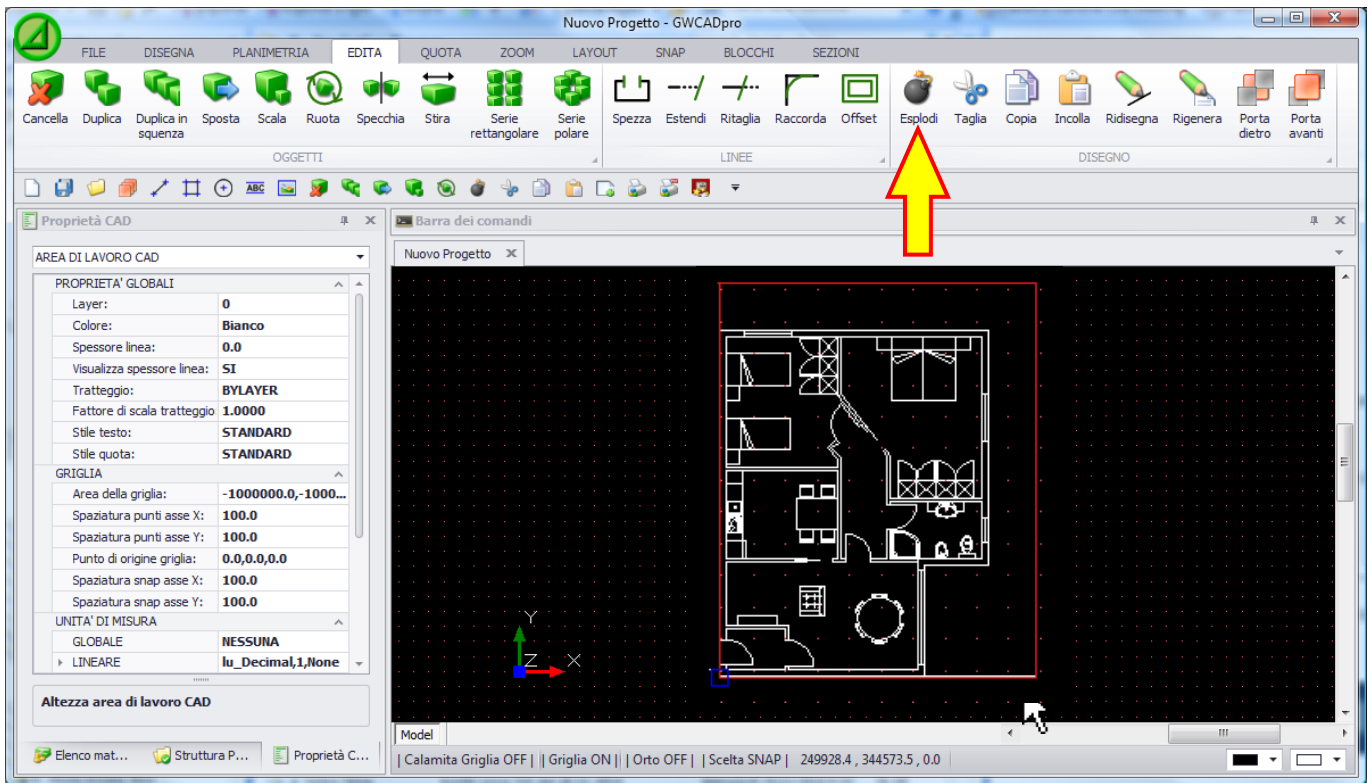 Nuovo Progetto - GWCADpro
FILE DISEGNA PLANIMETRIA EDITA QUOTA ZOOM LAYOUT SNAP BLOCCHI SEZIONI
Cancella Duplica Duplica in squenza Sposta Scala Ruota Specchia Stira Serie rettangolare Serie polare Spezza Estendi Ritaglia Raccorda Offset Esplodi Taglia Copia Incolla Ridisegna Rigenera Porta dietro Porta avanti
OGGETTI LINEE DISEGNO
ABC
Proprietà CAD
Barra dei comandi
AREA DI LAVORO CAD
Nuovo Progetto
PROPRIETA' GLOBALI
Layer: 0
Colore: Bianco
Spessore linea: 0.0
Visualizza spessore linea: SI
Tratteggio: BYLAYER
Fattore di scala tratteggio 1.0000
Stile testo: STANDARD
Stile quota: STANDARD
GRIGLIA
Area della griglia: -1000000.0,-1000...
Spaziatura punti asse X: 100.0
Spaziatura punti asse Y: 100.0
Punto di origine griglia: 0.0,0.0,0.0
Spaziatura snap asse X: 100.0
Spaziatura snap asse Y: 100.0
UNITA' DI MISURA
GLOBALE NESSUNA
LINEARE lu_Decimal,1,None
Y
Z X
Altezza area di lavoro CAD
Model
Elenco mat... Struttura P... Proprietà C...
| Calamita Griglia OFF | | Griglia ON | | Orto OFF | | Scelta SNAP | 249928.4 , 344573.5 , 0.0